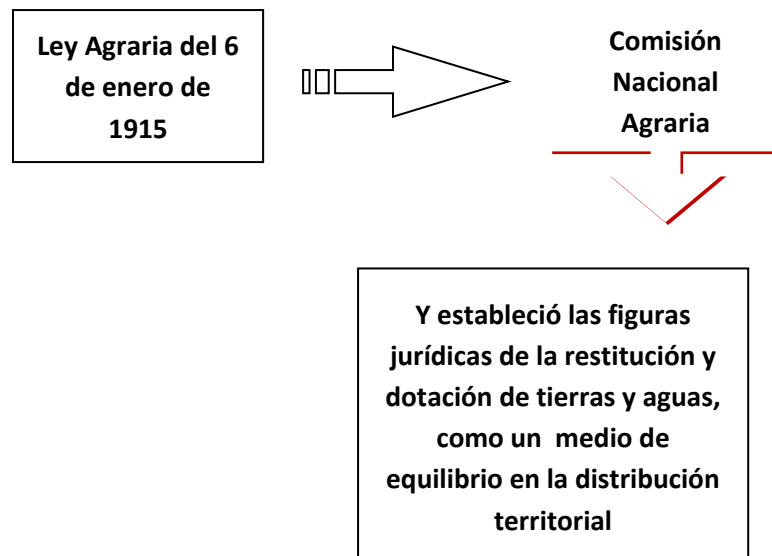 Ley Agraria del 6
de enero de
1915
Comisión
Nacional
Agraria
Y estableció las figuras
jurídicas de la restitución y
dotación de tierras y aguas,
como un medio de
equilibrio en la distribución
territorial